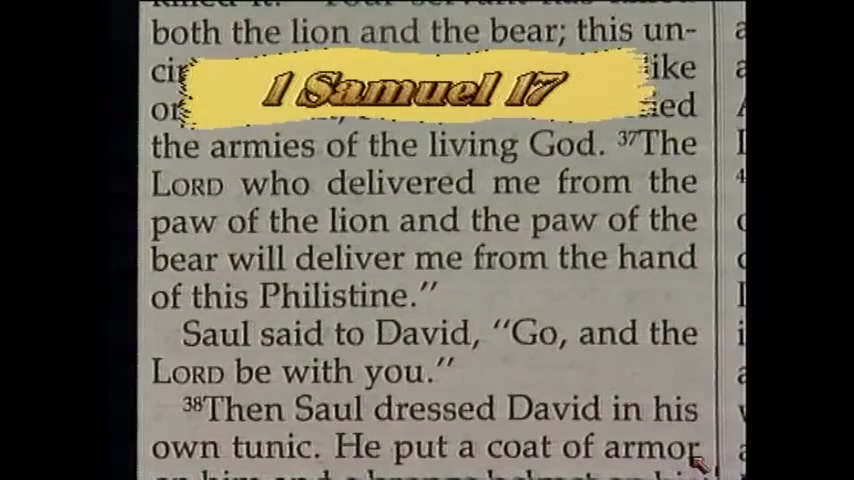 both the lion and the bear; this un-
1 Samuel 17
like
the armies of the living God. ³⁷The
LORD who delivered me from the
paw of the lion and the paw of the
bear will deliver me from the hand
of this Philistine.”
Saul said to David, “Go, and the
LORD be with you.”
³⁸Then Saul dressed David in his
own tunic. He put a coat of armor